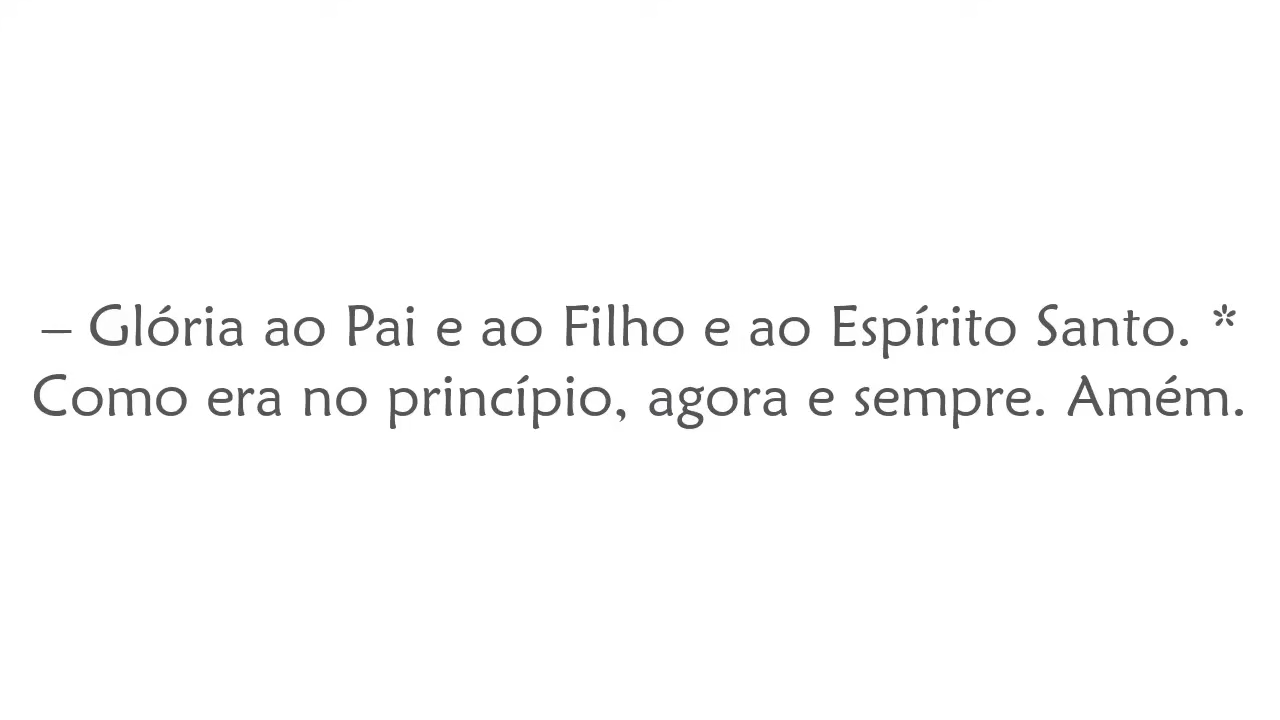 – Glória ao Pai e ao Filho e ao Espírito Santo. *
Como era no princípio, agora e sempre. Amém.